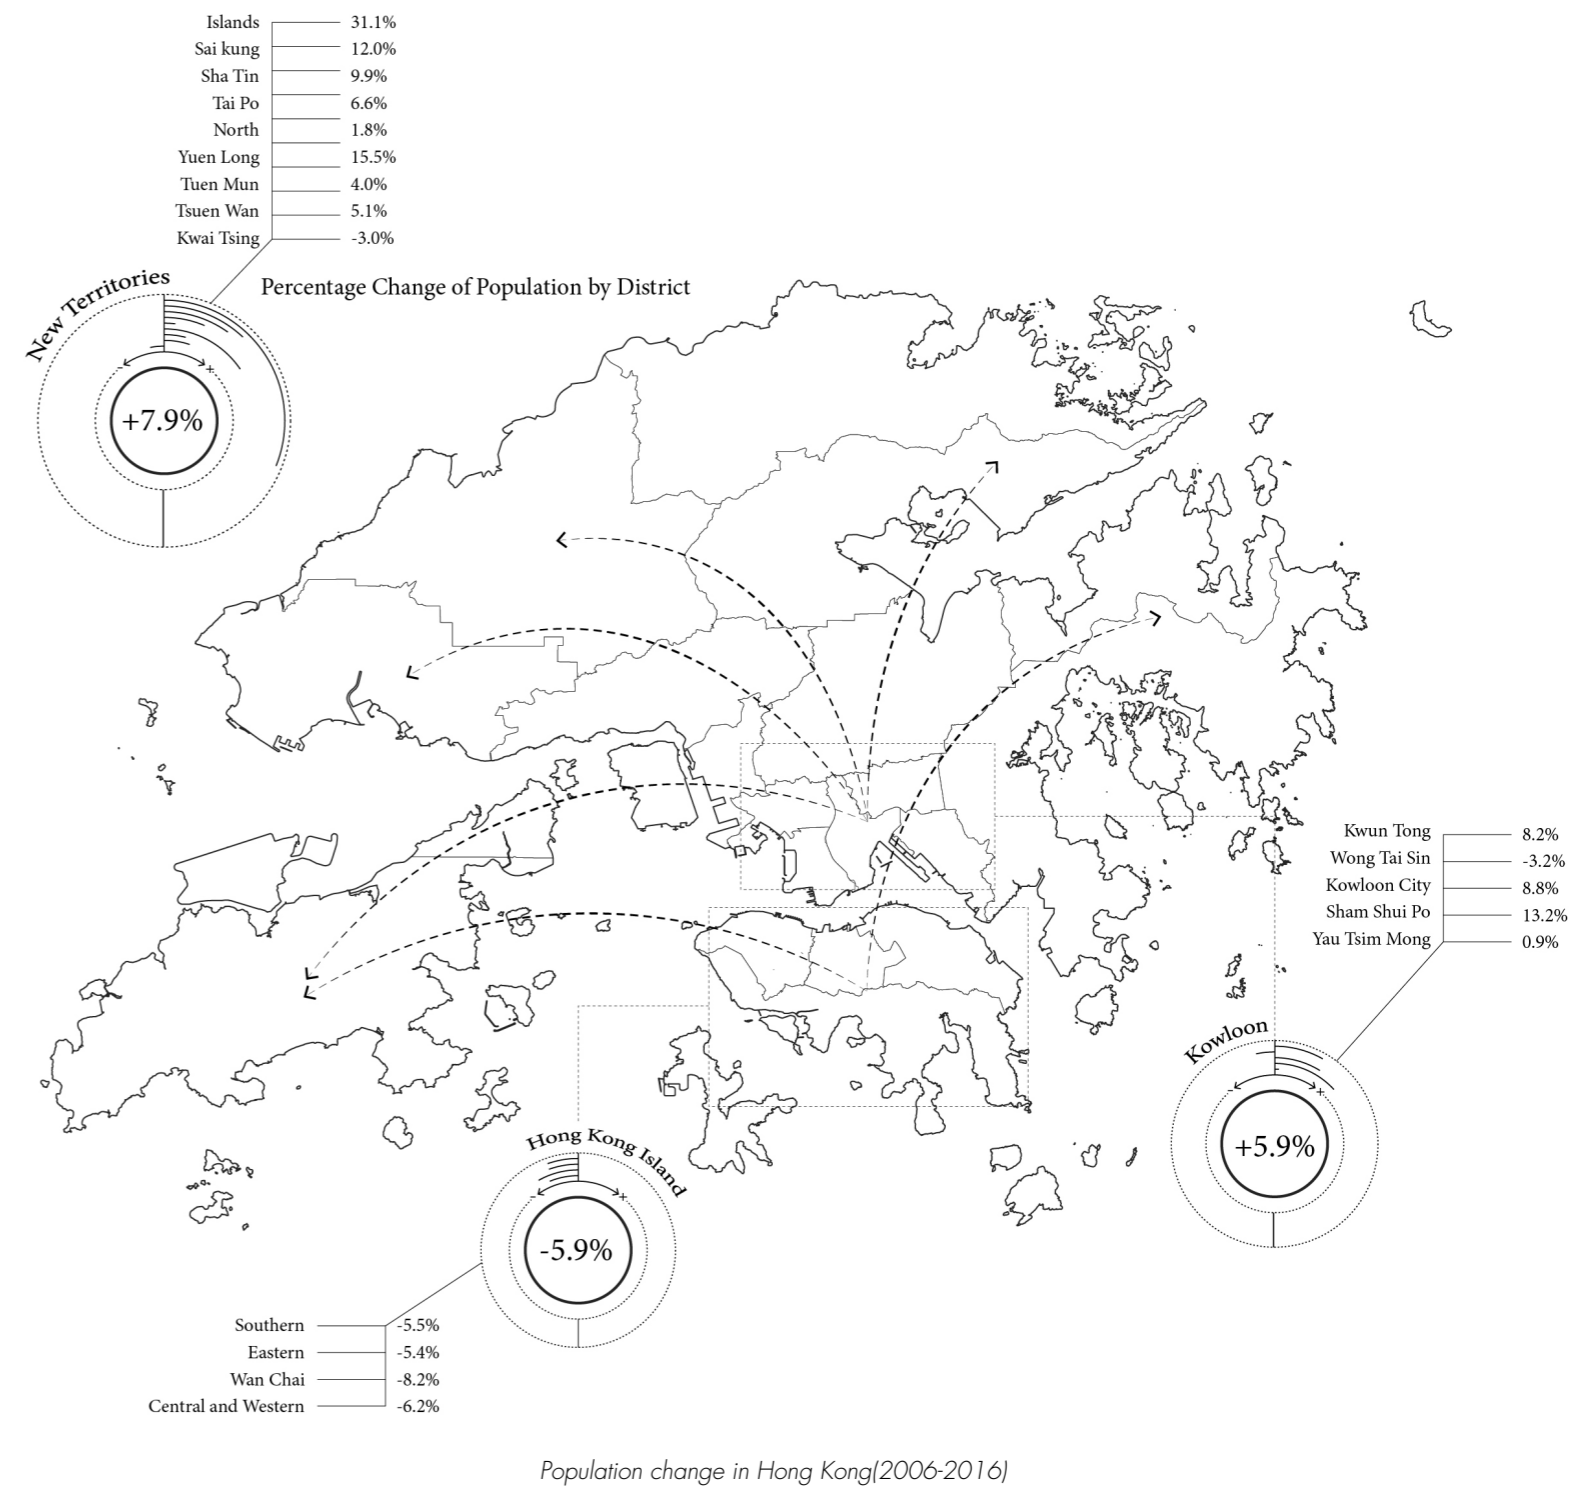 Islands 31.1%
Sai kung 12.0%
Sha Tin 9.9%
Tai Po 6.6%
North 1.8%
Yuen Long 15.5%
Tuen Mun 4.0%
Tsuen Wan 5.1%
Kwai Tsing -3.0%
New Territories
Percentage Change of Population by District
- +
+7.9%
Kwun Tong 8.2%
Wong Tai Sin -3.2%
Kowloon City 8.8%
Sham Shui Po 13.2%
Yau Tsim Mong 0.9%
Kowloon
- +
+5.9%
Hong Kong Island
- +
-5.9%
Southern -5.5%
Eastern -5.4%
Wan Chai -8.2%
Central and Western -6.2%
Population change in Hong Kong(2006-2016)